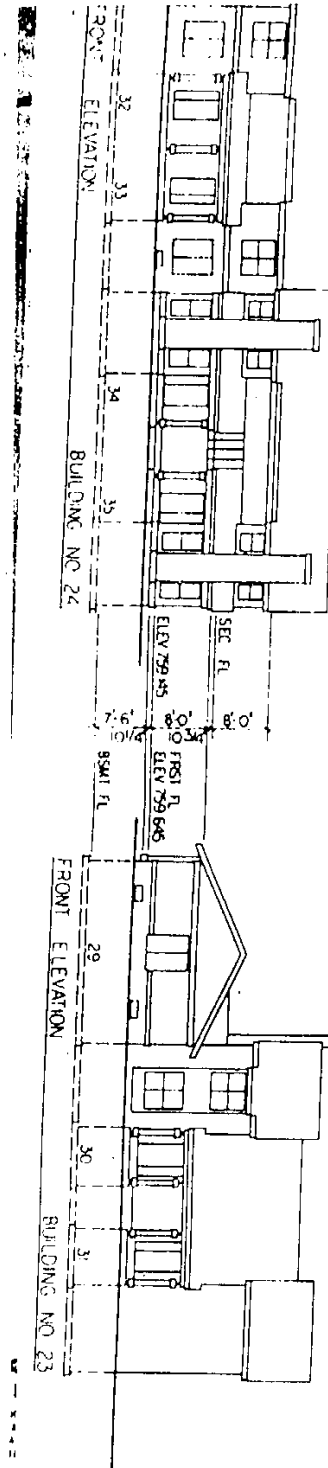 FRONT ELEVATION
32
33
34
35
BUILDING NO 24
SEC. FL
ELEV 759 45
8'-0"
10 3/4
8'-0"
7'-6"
10 1/4
FIRST FL
ELEV 759 645
BSMT FL
29
30
31
FRONT ELEVATION
BUILDING NO 23